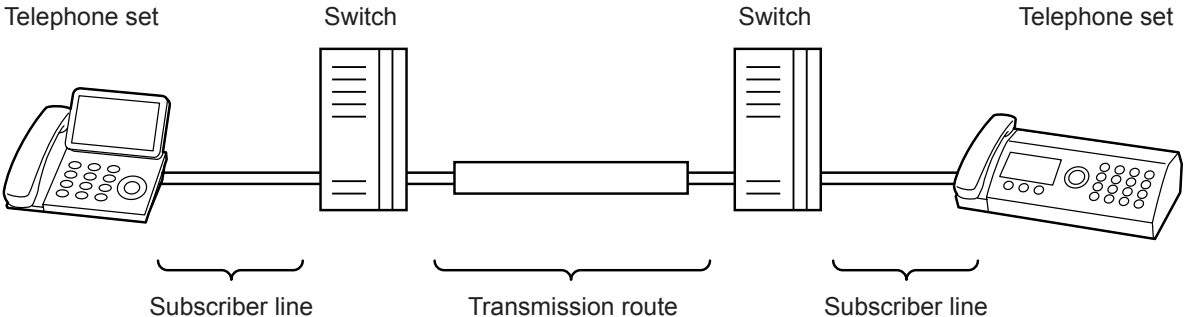 Telephone set
Switch
Switch
Telephone set
Subscriber line
Transmission route
Subscriber line